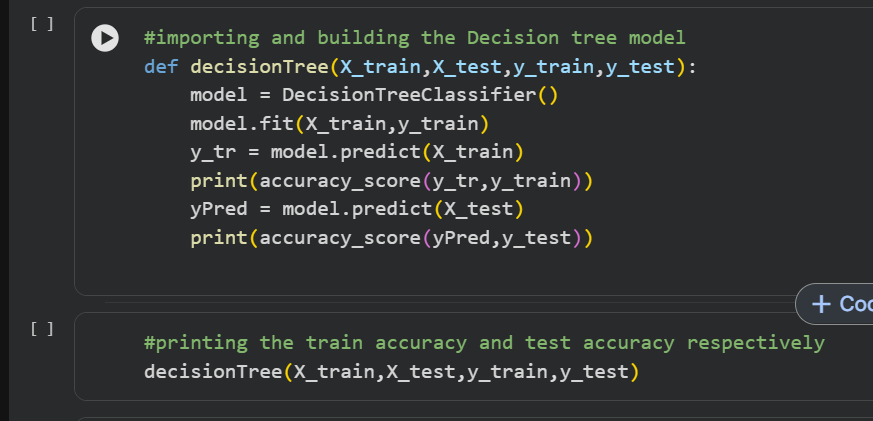 [ ]
#importing and building the Decision tree model
def decisionTree(X_train,X_test,y_train,y_test):
    model = DecisionTreeClassifier()
    model.fit(X_train,y_train)
    y_tr = model.predict(X_train)
    print(accuracy_score(y_tr,y_train))
    yPred = model.predict(X_test)
    print(accuracy_score(yPred,y_test))
+
[ ]
#printing the train accuracy and test accuracy respectively
decisionTree(X_train,X_test,y_train,y_test)